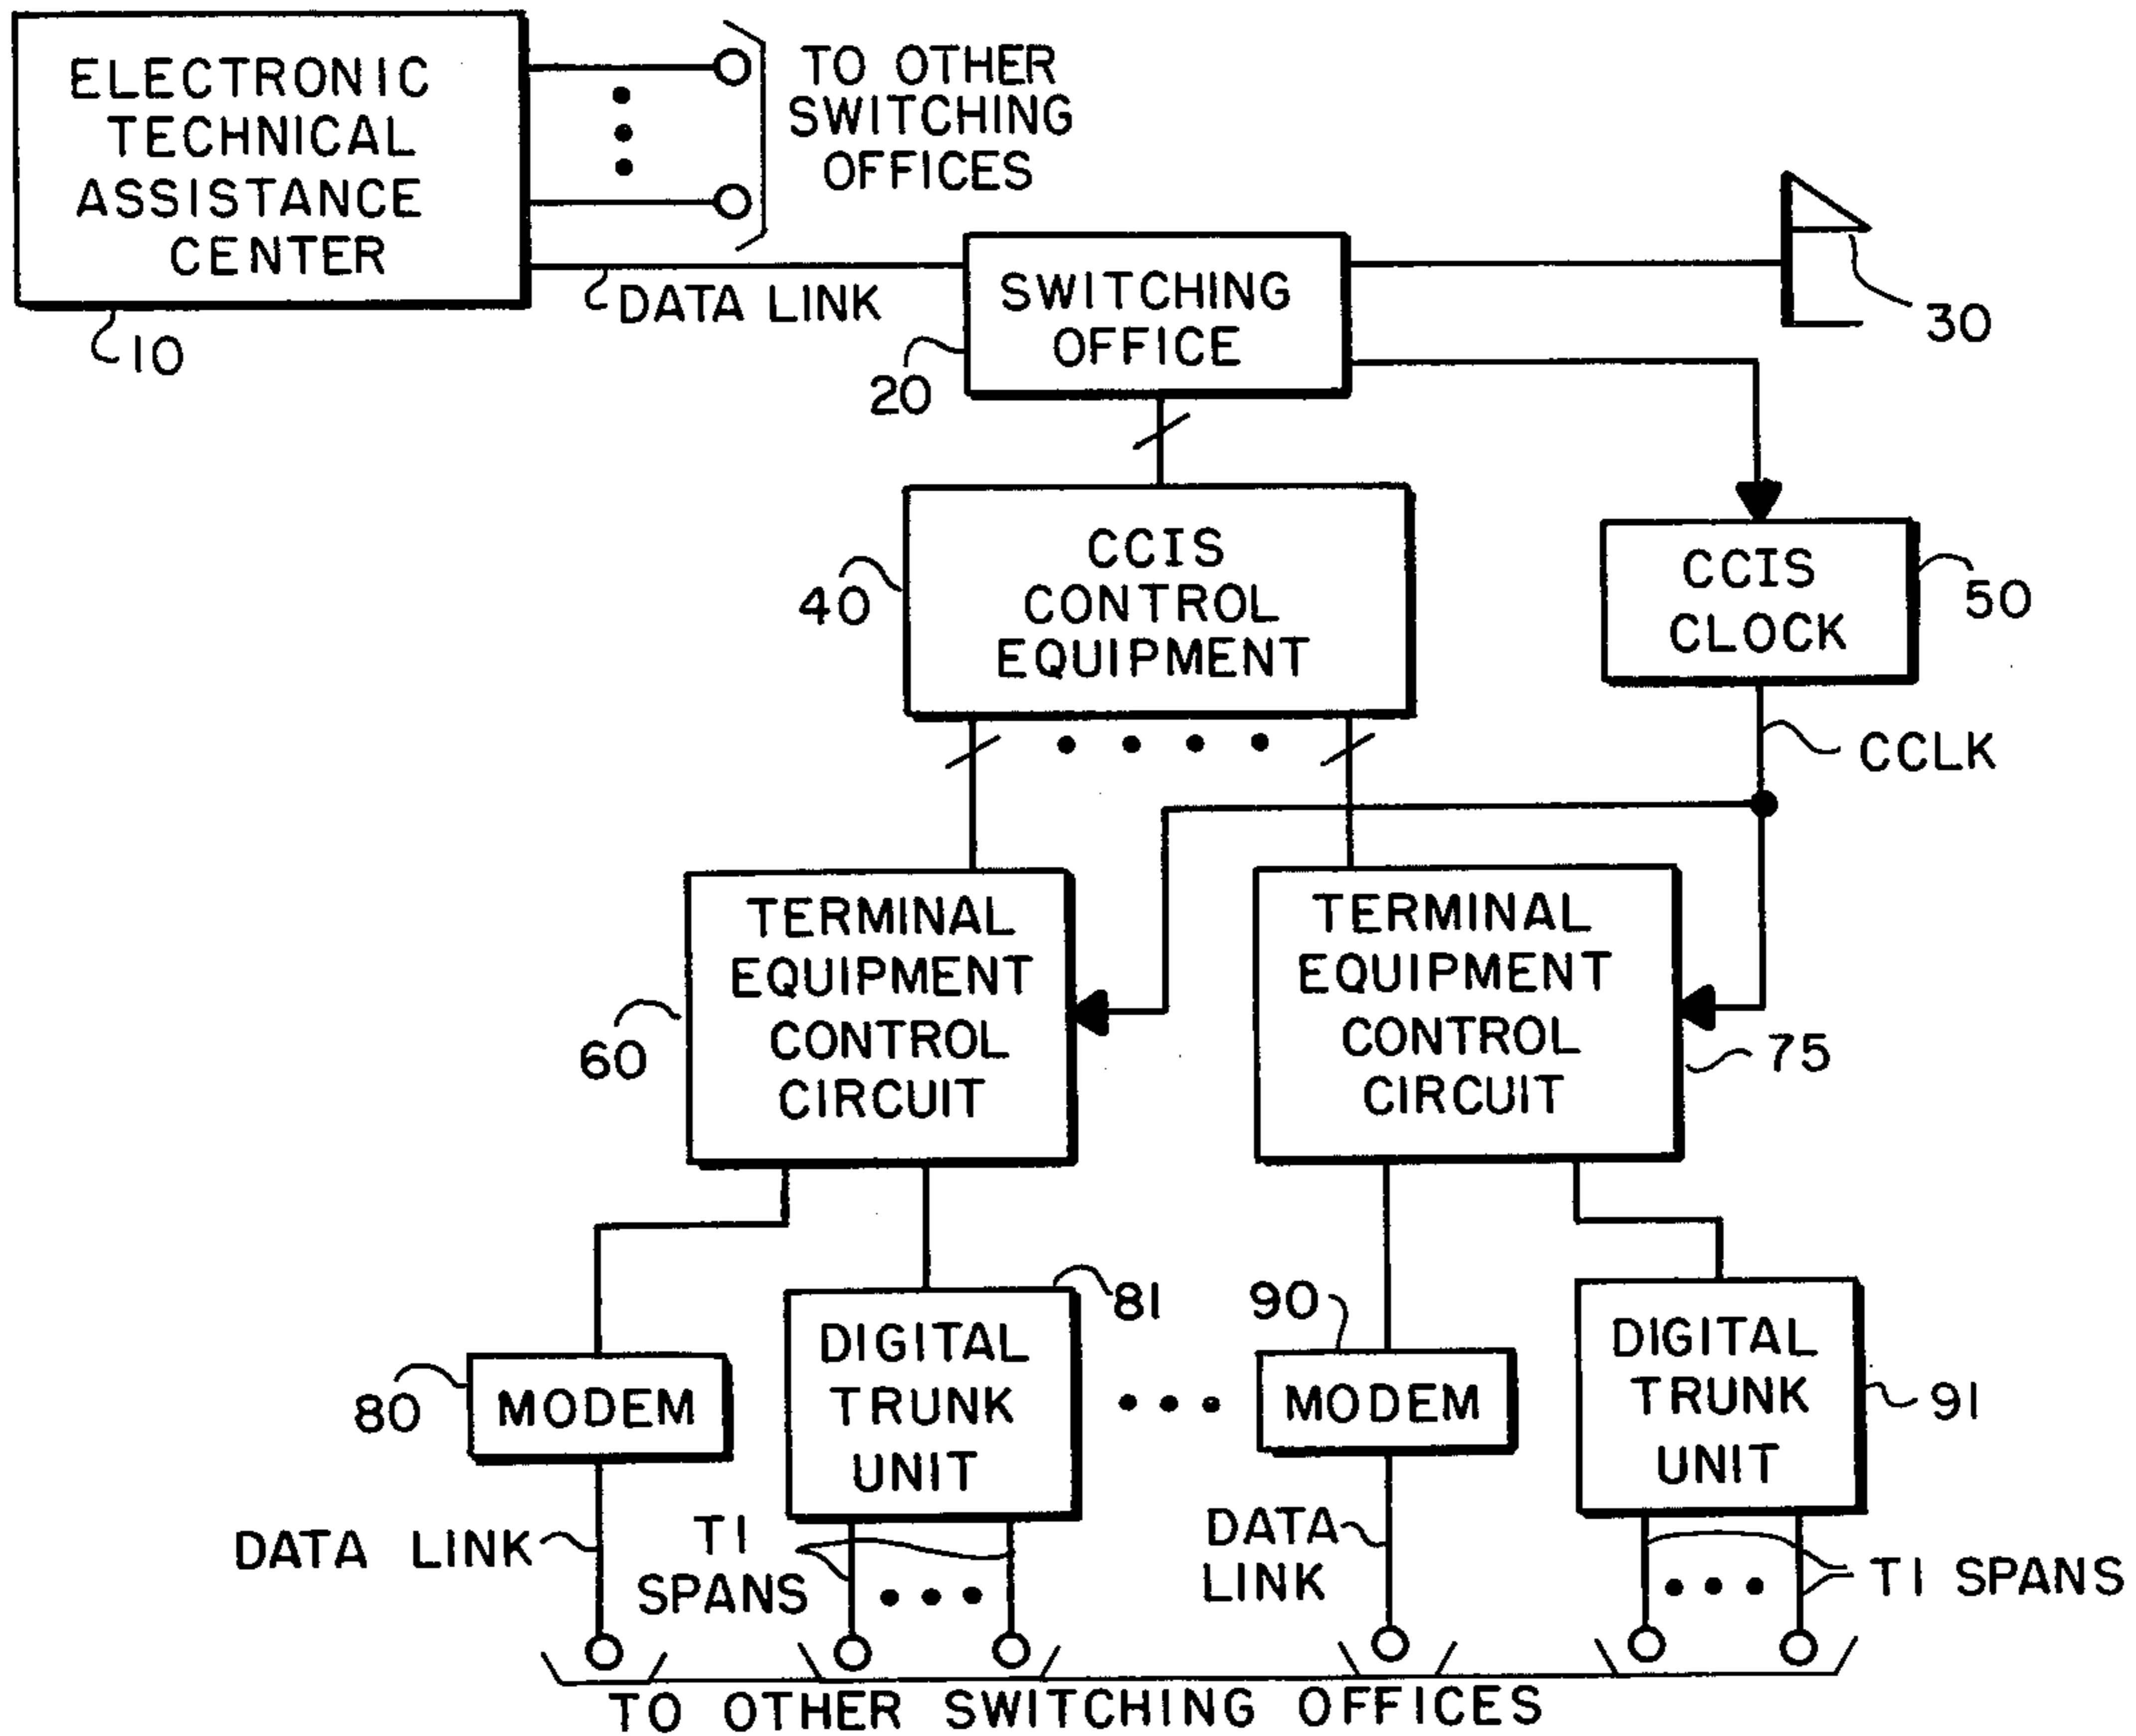 ELECTRONIC
TECHNICAL
ASSISTANCE
CENTER
10
TO OTHER
SWITCHING
OFFICES
DATA LINK
SWITCHING
OFFICE
20
30
CCIS
CONTROL
EQUIPMENT
40
CCIS
CLOCK
50
CCLK
TERMINAL
EQUIPMENT
CONTROL
CIRCUIT
60
TERMINAL
EQUIPMENT
CONTROL
CIRCUIT
75
MODEM
80
DIGITAL
TRUNK
UNIT
81
MODEM
90
DIGITAL
TRUNK
UNIT
91
DATA LINK
T1
SPANS
DATA
LINK
T1 SPANS
TO OTHER SWITCHING OFFICES